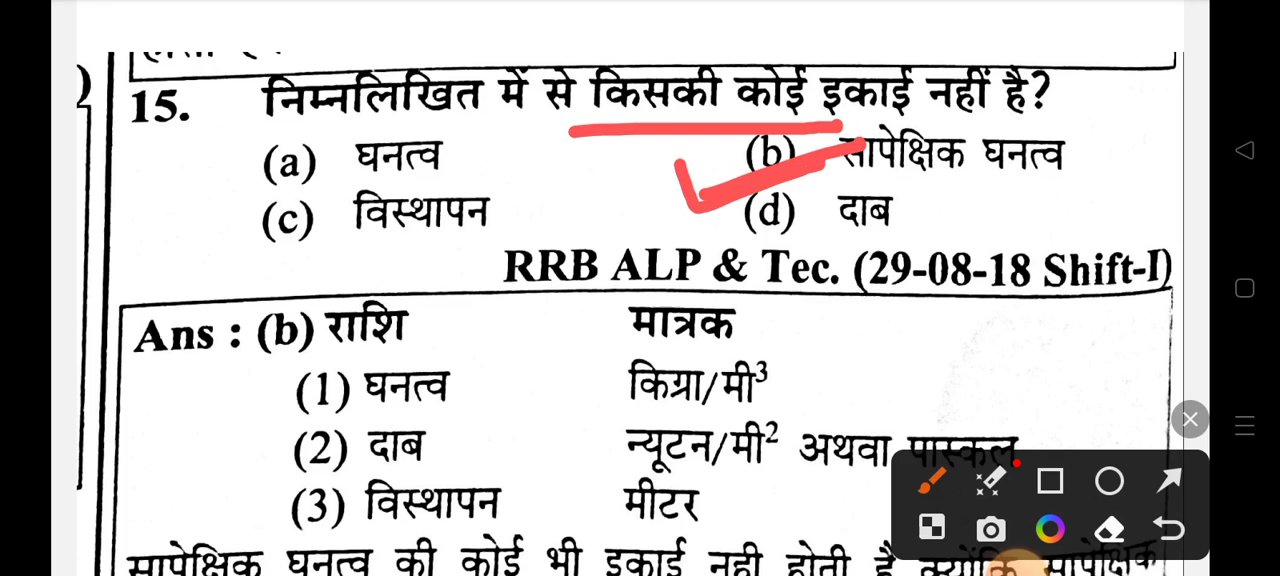 15. निम्नलिखित में से किसकी कोई इकाई नहीं है?
(a) घनत्व (b) सापेक्षिक घनत्व
(c) विस्थापन (d) दाब
RRB ALP & Tec. (29-08-18 Shift-I)
Ans : (b) राशि मात्रक
(1) घनत्व किग्रा/मी³
(2) दाब न्यूटन/मी² अथवा पास्कल
(3) विस्थापन मीटर
सापेक्षिक घनत्व की कोई भी इकाई नही होती है क्योंकि सापेक्षिक